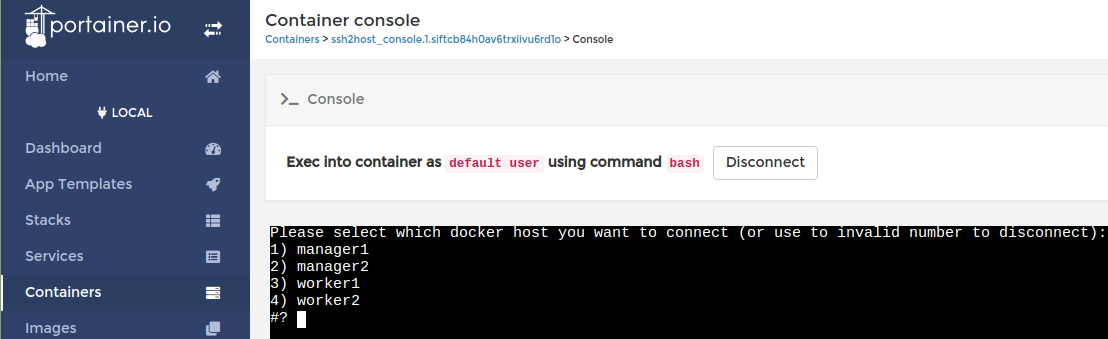 portainer.io
Home
LOCAL
Dashboard
App Templates
Stacks
Services
Containers
Images
Container console
Containers > ssh2host_console.1.siftcb84h0av6trxiivu6rd1o > Console
Console
Exec into container as default user using command bash Disconnect
Please select which docker host you want to connect (or use to invalid number to disconnect):
1) manager1
2) manager2
3) worker1
4) worker2
#?